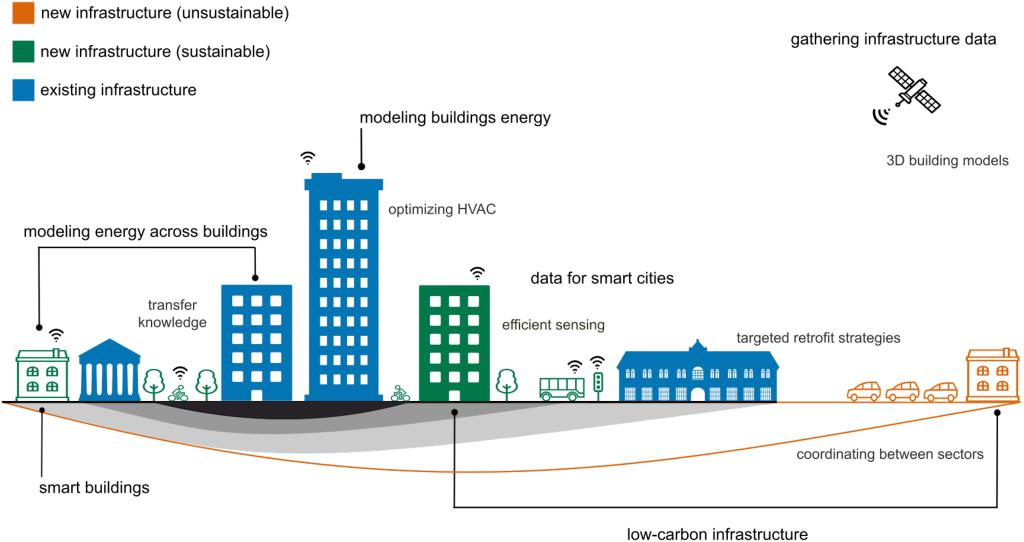 new infrastructure (unsustainable)
new infrastructure (sustainable)
existing infrastructure
gathering infrastructure data
3D building models
modeling buildings energy
optimizing HVAC
modeling energy across buildings
transfer
knowledge
data for smart cities
efficient sensing
targeted retrofit strategies
coordinating between sectors
smart buildings
low-carbon infrastructure